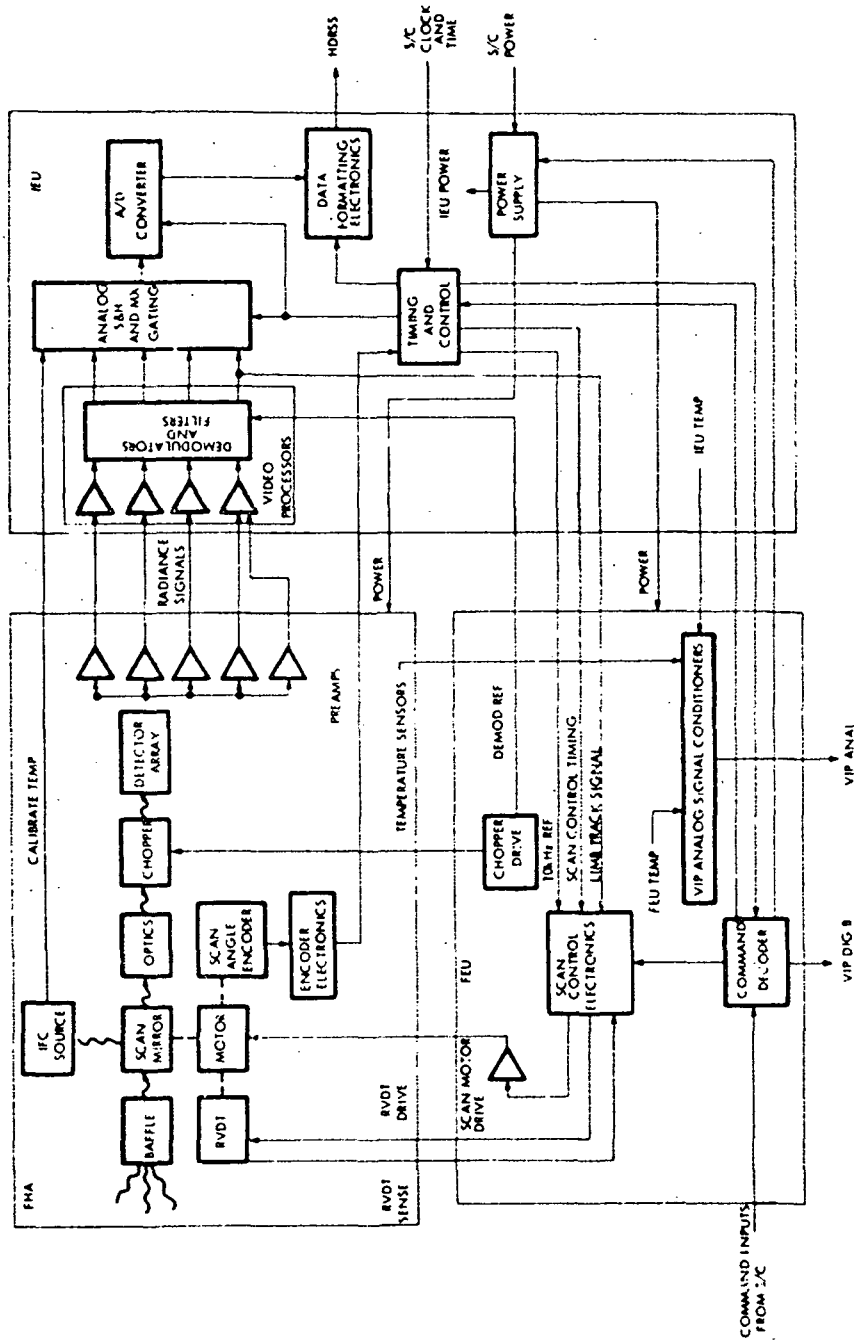 FHA
BAFFLE
IFC
SOURCE
SCAN
MIRROR
OPTICS
CHOPPER
DETECTOR
ARRAY
RVDT
MOTOR
SCAN
ANGLE
ENCODER
ENCODER
ELECTRONICS
CALIBRATE TEMP
PREAMPS
TEMPERATURE SENSORS
RVDT
SENSE
RVDT
DRIVE
RADIANCE
SIGNALS
POWER
IEU
VIDEO
PROCESSORS
DEMODULATORS
AND
FILTERS
ANALOG
S&H
AND MX
GATING
A/D
CONVERTER
DATA
FORMATTING
ELECTRONICS
HDRSS
TIMING
AND
CONTROL
S/C
CLOCK
AND
TIME
IEU POWER
POWER
SUPPLY
S/C
POWER
FEU
SCAN MOTOR
DRIVE
SCAN
CONTROL
ELECTRONICS
CHOPPER
DRIVE
10kHz REF
DEMOD REF
SCAN CONTROL TIMING
LIMB TRACK SIGNAL
POWER
FEU TEMP
IEU TEMP
VIP ANALOG SIGNAL CONDITIONERS
VIP ANAL
COMMAND
DECODER
VIP DIG B
COMMAND INPUTS
FROM S/C